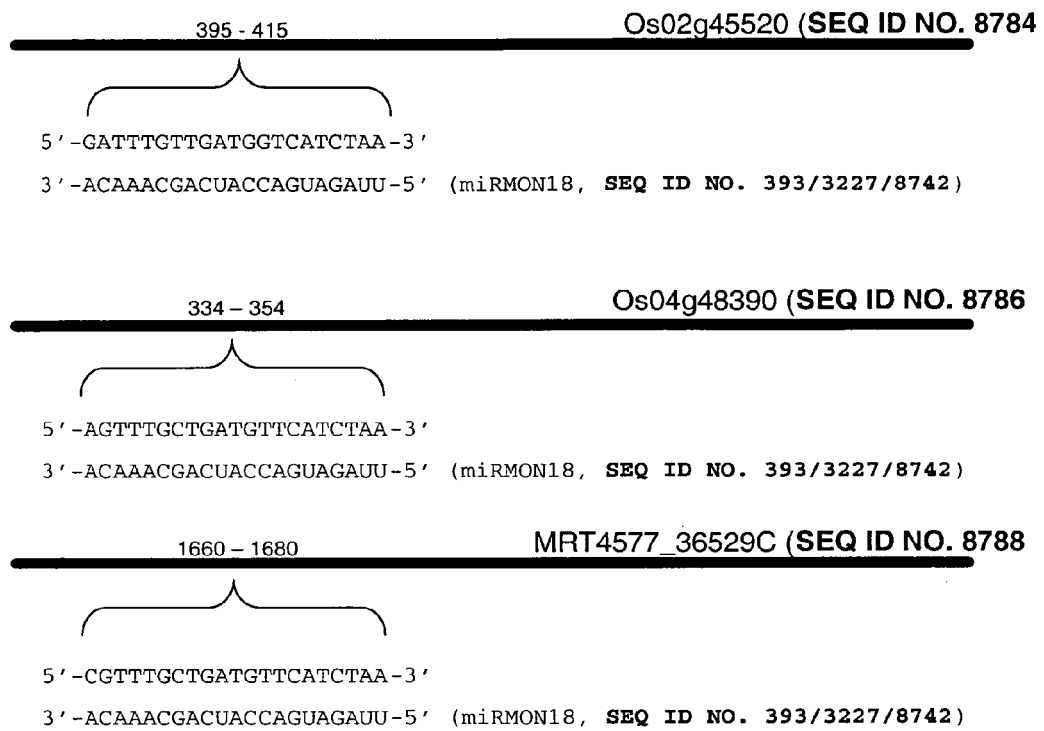 395 - 415 Os02g45520 (SEQ ID NO. 8784
5'-GATTTGTTGATGGTCATCTAA-3'
3'-ACAAACGACUACCAGUAGAUU-5' (miRMON18, SEQ ID NO. 393/3227/8742)
334 – 354 Os04g48390 (SEQ ID NO. 8786
5'-AGTTTGCTGATGTTCATCTAA-3'
3'-ACAAACGACUACCAGUAGAUU-5' (miRMON18, SEQ ID NO. 393/3227/8742)
1660 – 1680 MRT4577_36529C (SEQ ID NO. 8788
5'-CGTTTGCTGATGTTCATCTAA-3'
3'-ACAAACGACUACCAGUAGAUU-5' (miRMON18, SEQ ID NO. 393/3227/8742)